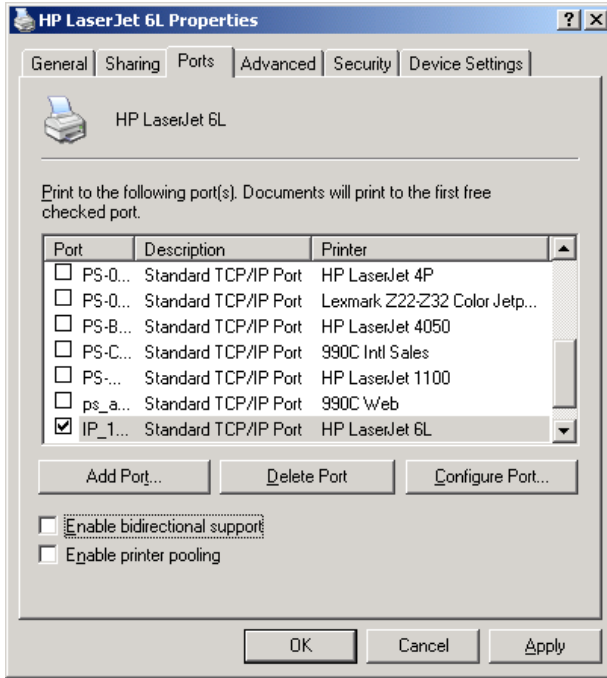 HP LaserJet 6L Properties
General Sharing Ports Advanced Security Device Settings
HP LaserJet 6L
Print to the following port(s). Documents will print to the first free
checked port.
Port Description Printer
PS-0... Standard TCP/IP Port HP LaserJet 4P
PS-0... Standard TCP/IP Port Lexmark Z22-Z32 Color Jetp...
PS-B... Standard TCP/IP Port HP LaserJet 4050
PS-C... Standard TCP/IP Port 990C Intl Sales
PS-... Standard TCP/IP Port HP LaserJet 1100
ps_a... Standard TCP/IP Port 990C Web
IP_1... Standard TCP/IP Port HP LaserJet 6L
Add Port... Delete Port Configure Port...
Enable bidirectional support
Enable printer pooling
OK Cancel Apply